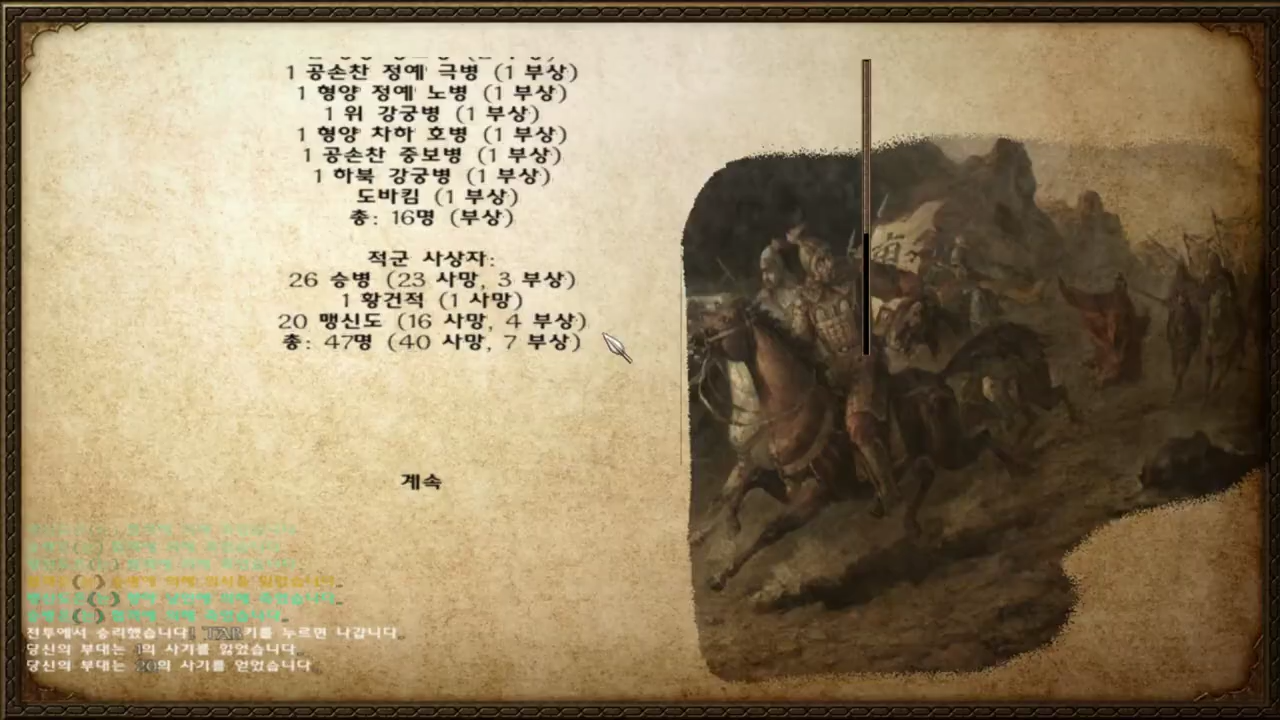 1 공손찬 정예 극병 (1 부상)
1 형양 정예 노병 (1 부상)
1 위 강궁병 (1 부상)
1 형양 차하 호병 (1 부상)
1 공손찬 중보병 (1 부상)
1 하북 강궁병 (1 부상)
도바킴 (1 부상)
총: 16명 (부상)
적군 사상자:
26 승병 (23 사망, 3 부상)
1 황건적 (1 사망)
20 맹신도 (16 사망, 4 부상)
총: 47명 (40 사망, 7 부상)
계속
전투에서 승리했습니다! TAB키를 누르면 나갑니다.
당신의 부대는 1의 사기를 잃었습니다.
당신의 부대는 20의 사기를 얻었습니다.